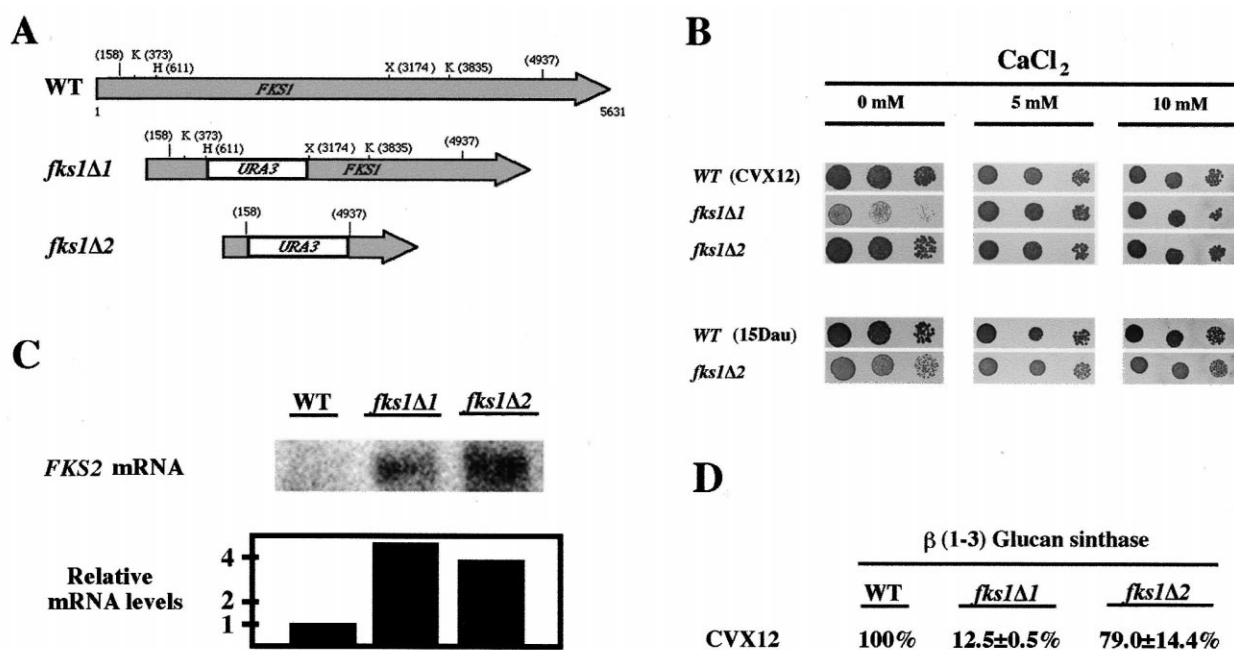 A
(158) K (373)
H (611)
X (3174) K (3835)
(4937)
WT
FKS1
1
5631
(158) K (373)
H (611)
X (3174) K (3835)
(4937)
fks1Δ1
URA3
FKS1
(158)
(4937)
fks1Δ2
URA3
B
CaCl2
0 mM
5 mM
10 mM
WT (CVX12)
fks1Δ1
fks1Δ2
WT (15Dau)
fks1Δ2
C
WT
fks1Δ1
fks1Δ2
FKS2 mRNA
Relative
mRNA levels
4
2
1
D
β (1-3) Glucan sinthase
WT
fks1Δ1
fks1Δ2
CVX12
100%
12.5±0.5%
79.0±14.4%